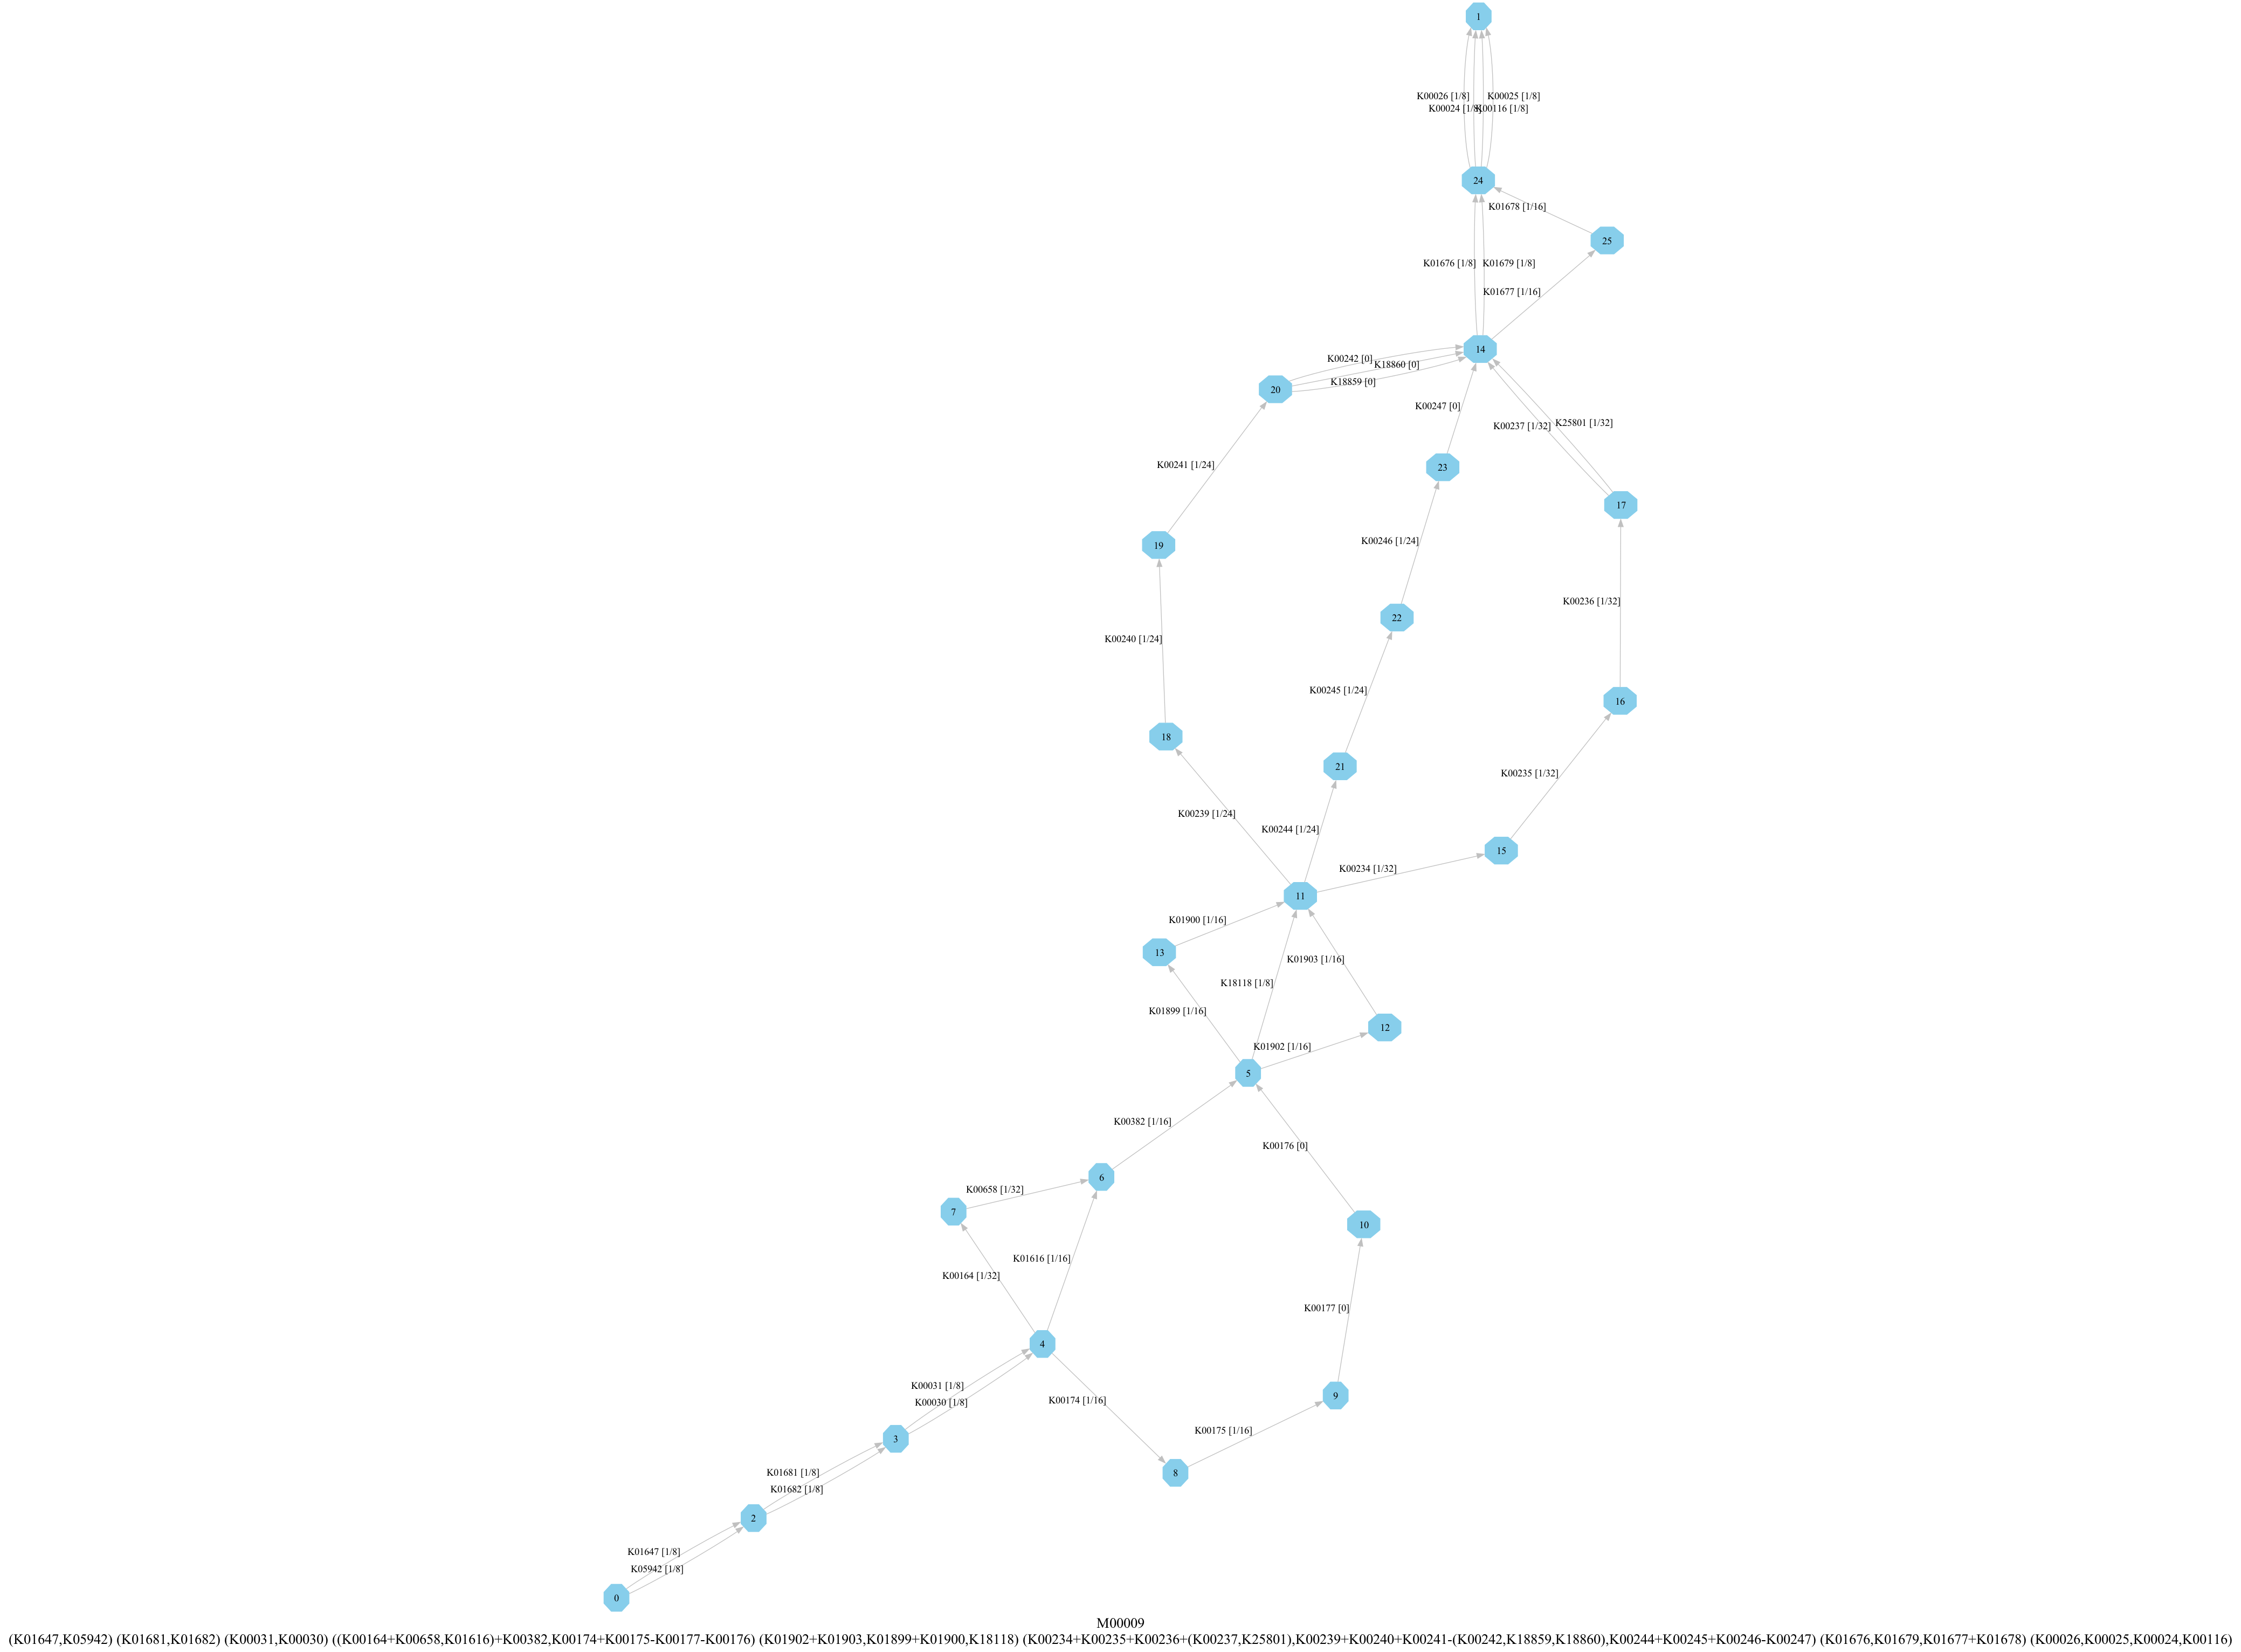 1
K00026 [1/8]
K00025 [1/8]
K00024 [1/8]
K00116 [1/8]
24
K01678 [1/16]
25
K01676 [1/8]
K01679 [1/8]
K01677 [1/16]
14
K00242 [0]
K18860 [0]
K18859 [0]
20
K00247 [0]
K00237 [1/32]
K25801 [1/32]
K00241 [1/24]
23
17
K00246 [1/24]
19
K00236 [1/32]
22
K00240 [1/24]
K00245 [1/24]
16
18
21
K00235 [1/32]
K00239 [1/24]
K00244 [1/24]
15
K00234 [1/32]
11
K01900 [1/16]
13
K01903 [1/16]
K18118 [1/8]
K01899 [1/16]
12
K01902 [1/16]
5
K00382 [1/16]
K00176 [0]
6
K00658 [1/32]
7
10
K01616 [1/16]
K00164 [1/32]
K00177 [0]
4
K00031 [1/8]
9
K00174 [1/16]
K00030 [1/8]
K00175 [1/16]
3
K01681 [1/8]
8
K01682 [1/8]
2
K01647 [1/8]
K05942 [1/8]
0
M00009
(K01647,K05942) (K01681,K01682) (K00031,K00030) ((K00164+K00658,K01616)+K00382,K00174+K00175-K00177-K00176) (K01902+K01903,K01899+K01900,K18118) (K00234+K00235+K00236+(K00237,K25801),K00239+K00240+K00241-(K00242,K18859,K18860),K00244+K00245+K00246-K00247) (K01676,K01679,K01677+K01678) (K00026,K00025,K00024,K00116)